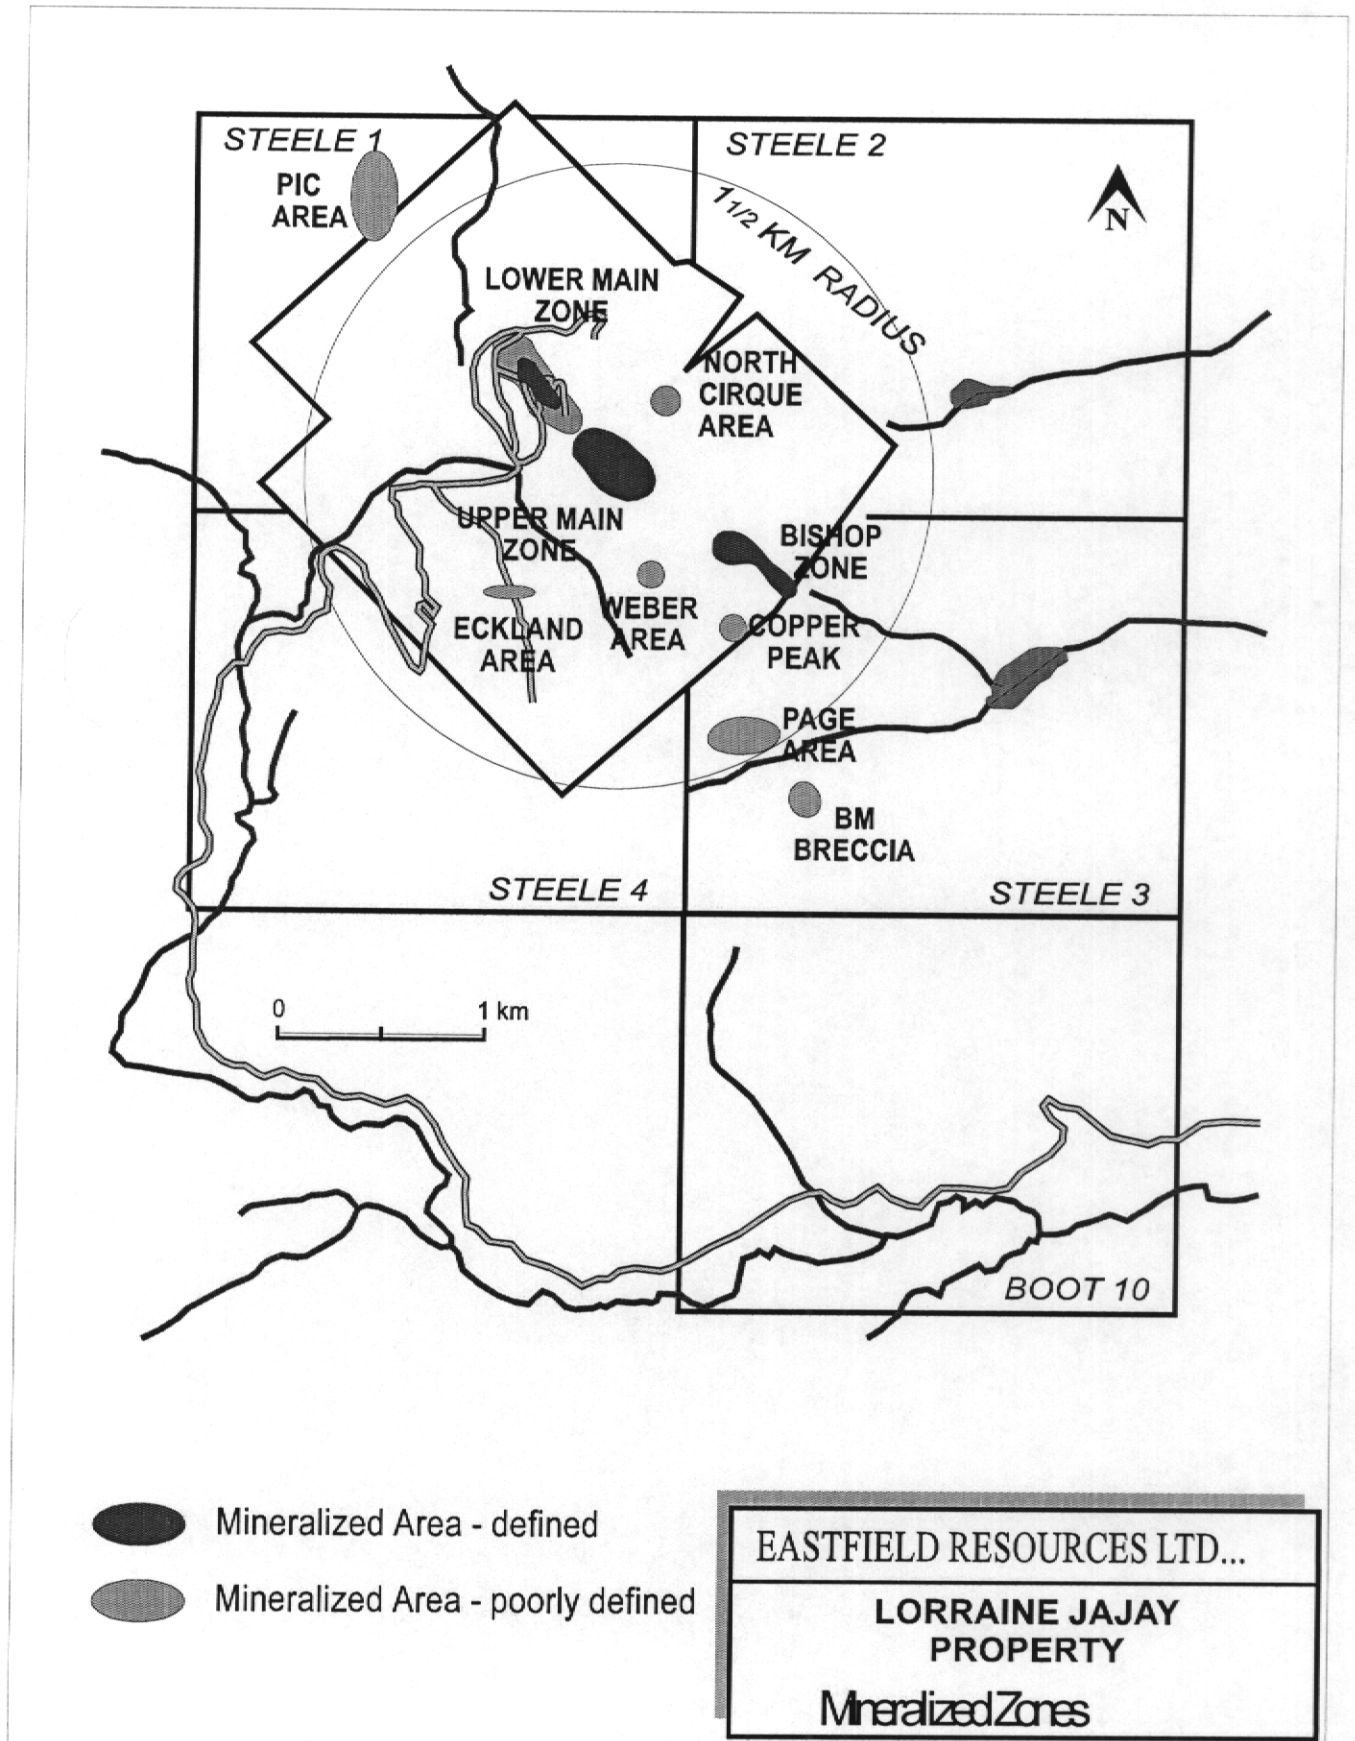 STEELE 1
STEELE 2
PIC
AREA
1 1/2 KM RADIUS
N
LOWER MAIN
ZONE
NORTH
CIRQUE
AREA
UPPER MAIN
ZONE
BISHOP
ZONE
WEBER
AREA
ECKLAND
AREA
COPPER
PEAK
PAGE
AREA
BM
BRECCIA
STEELE 4
STEELE 3
0
1 km
BOOT 10
Mineralized Area - defined
Mineralized Area - poorly defined
EASTFIELD RESOURCES LTD...
LORRAINE JAJAY
PROPERTY
Mineralized Zones